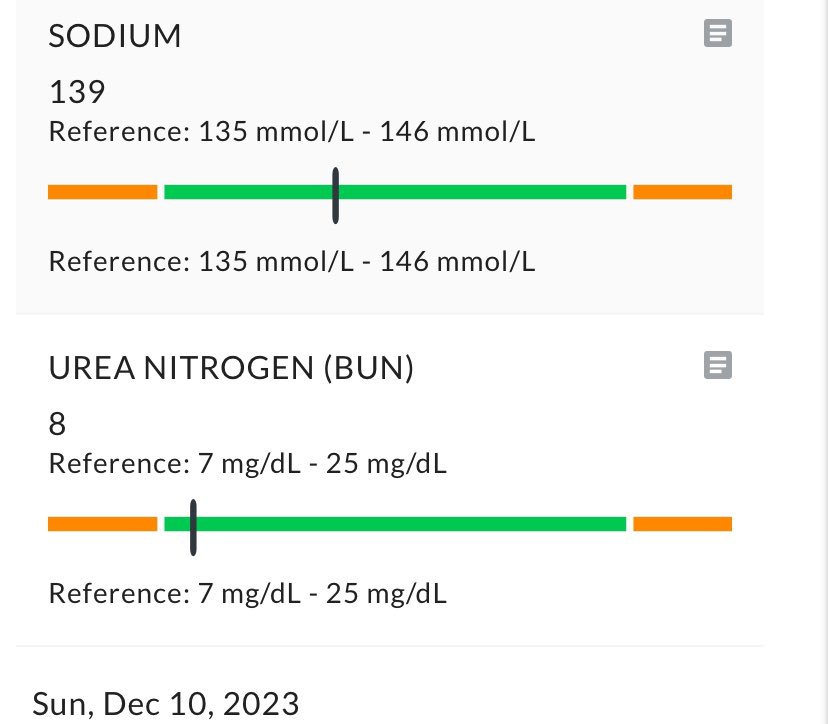 SODIUM
139
Reference: 135 mmol/L - 146 mmol/L
Reference: 135 mmol/L - 146 mmol/L
UREA NITROGEN (BUN)
8
Reference: 7 mg/dL - 25 mg/dL
Reference: 7 mg/dL - 25 mg/dL
Sun, Dec 10, 2023